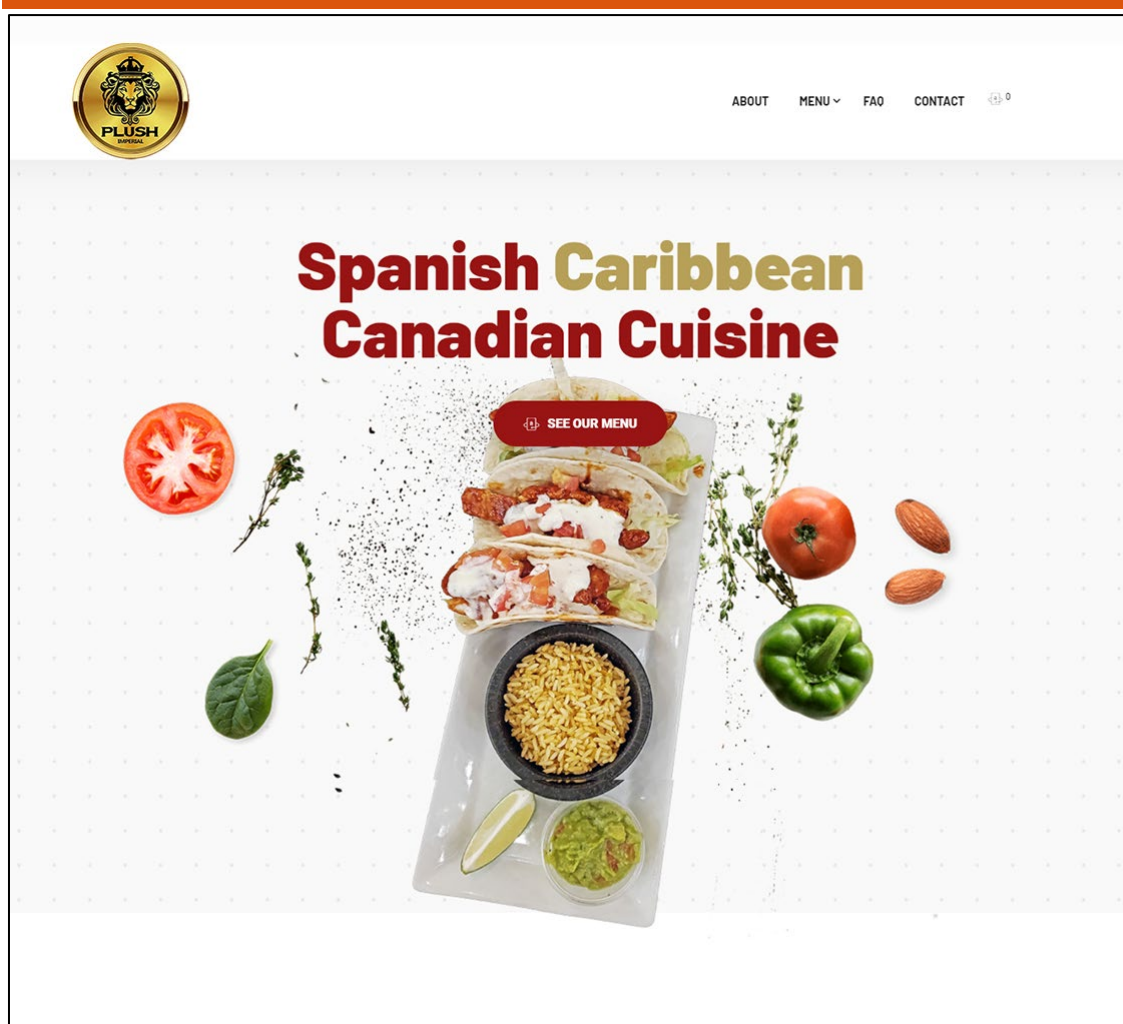 PLUSH
IMPERIAL
ABOUT MENU FAQ CONTACT 0
Spanish Caribbean
Canadian Cuisine
SEE OUR MENU